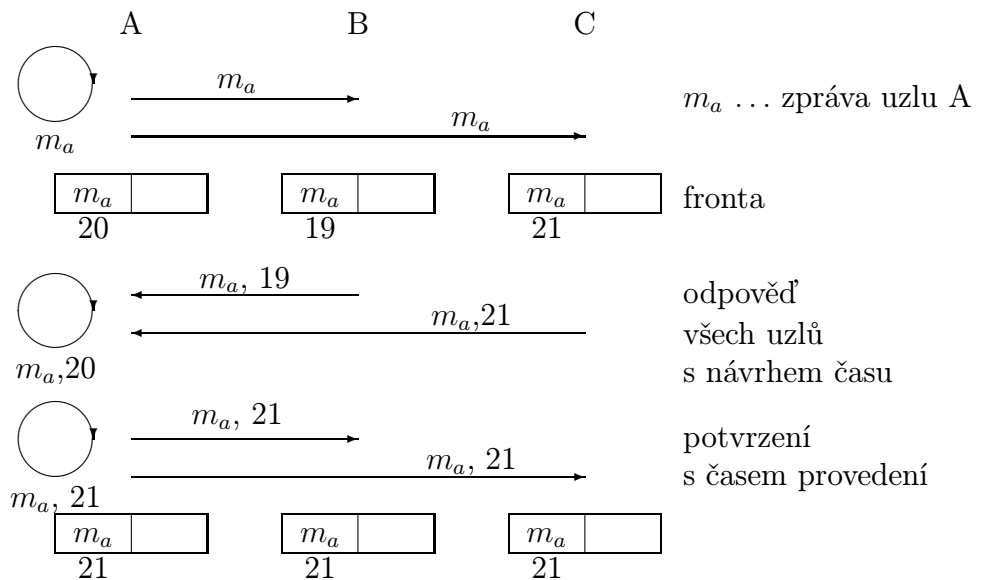 A B C
m_a
m_a … zpráva uzlu A
m_a
m_a
m_a m_a m_a
fronta
20 19 21
m_a, 19
odpověď
m_a,21
všech uzlů
m_a,20
s návrhem času
m_a, 21
potvrzení
m_a, 21
s časem provedení
m_a, 21
m_a m_a m_a
21 21 21